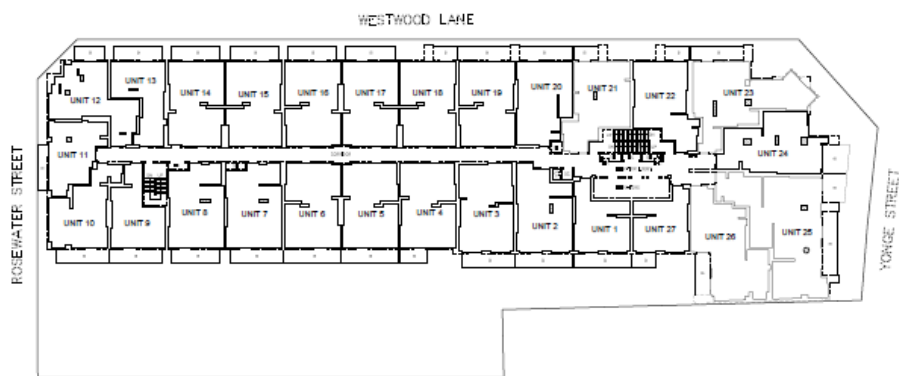 WESTWOOD LANE
ROSEWATER STREET
YONGE STREET
UNIT 12
UNIT 13
UNIT 14
UNIT 15
UNIT 16
UNIT 17
UNIT 18
UNIT 19
UNIT 20
UNIT 21
UNIT 22
UNIT 23
UNIT 11
UNIT 24
UNIT 10
UNIT 9
UNIT 8
UNIT 7
UNIT 6
UNIT 5
UNIT 4
UNIT 3
UNIT 2
UNIT 1
UNIT 27
UNIT 26
UNIT 25